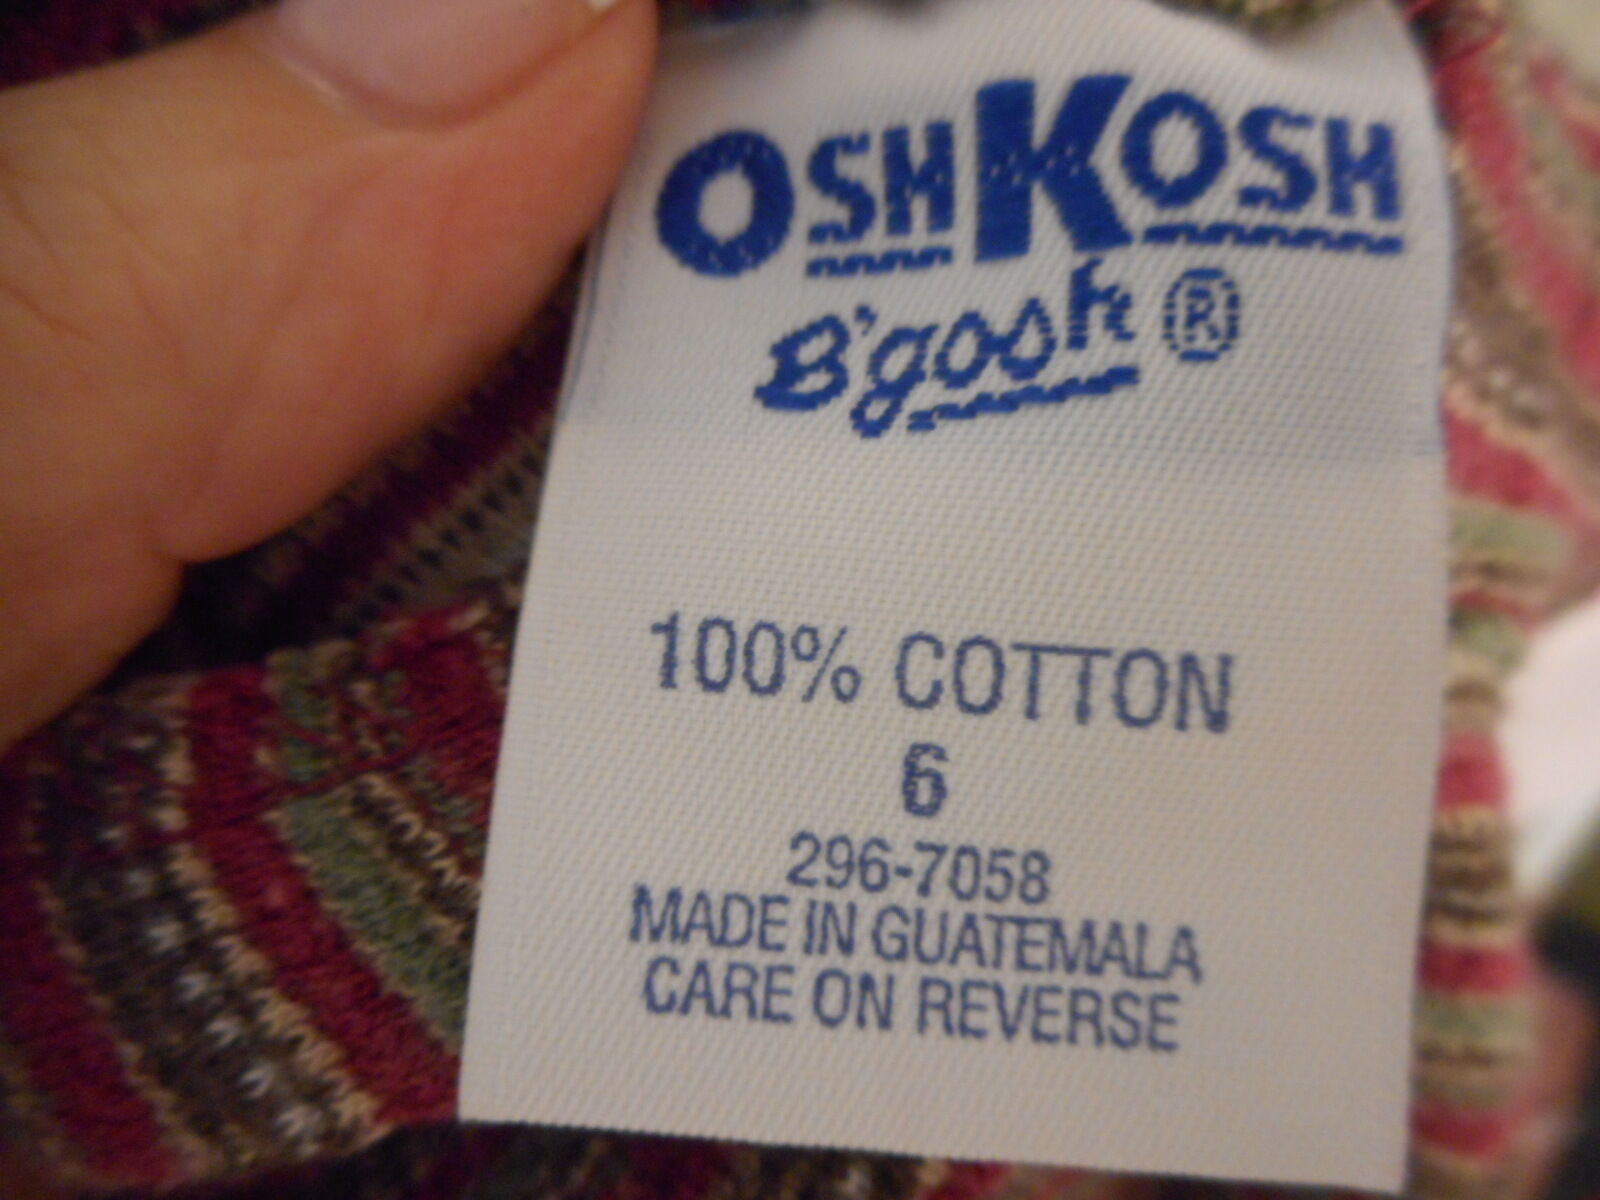 OSHKOSH
B'gosh ®
100% COTTON
6
296-7058
MADE IN GUATEMALA
CARE ON REVERSE